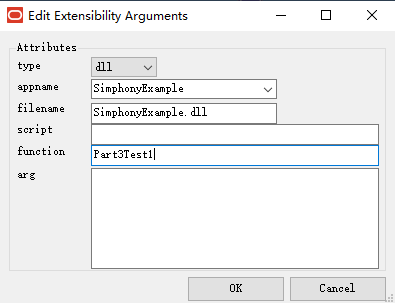 Edit Extensibility Arguments
Attributes
type dll
appname SimphonyExample
filename SimphonyExample.dll
script
function Part3Test1
arg
OK Cancel